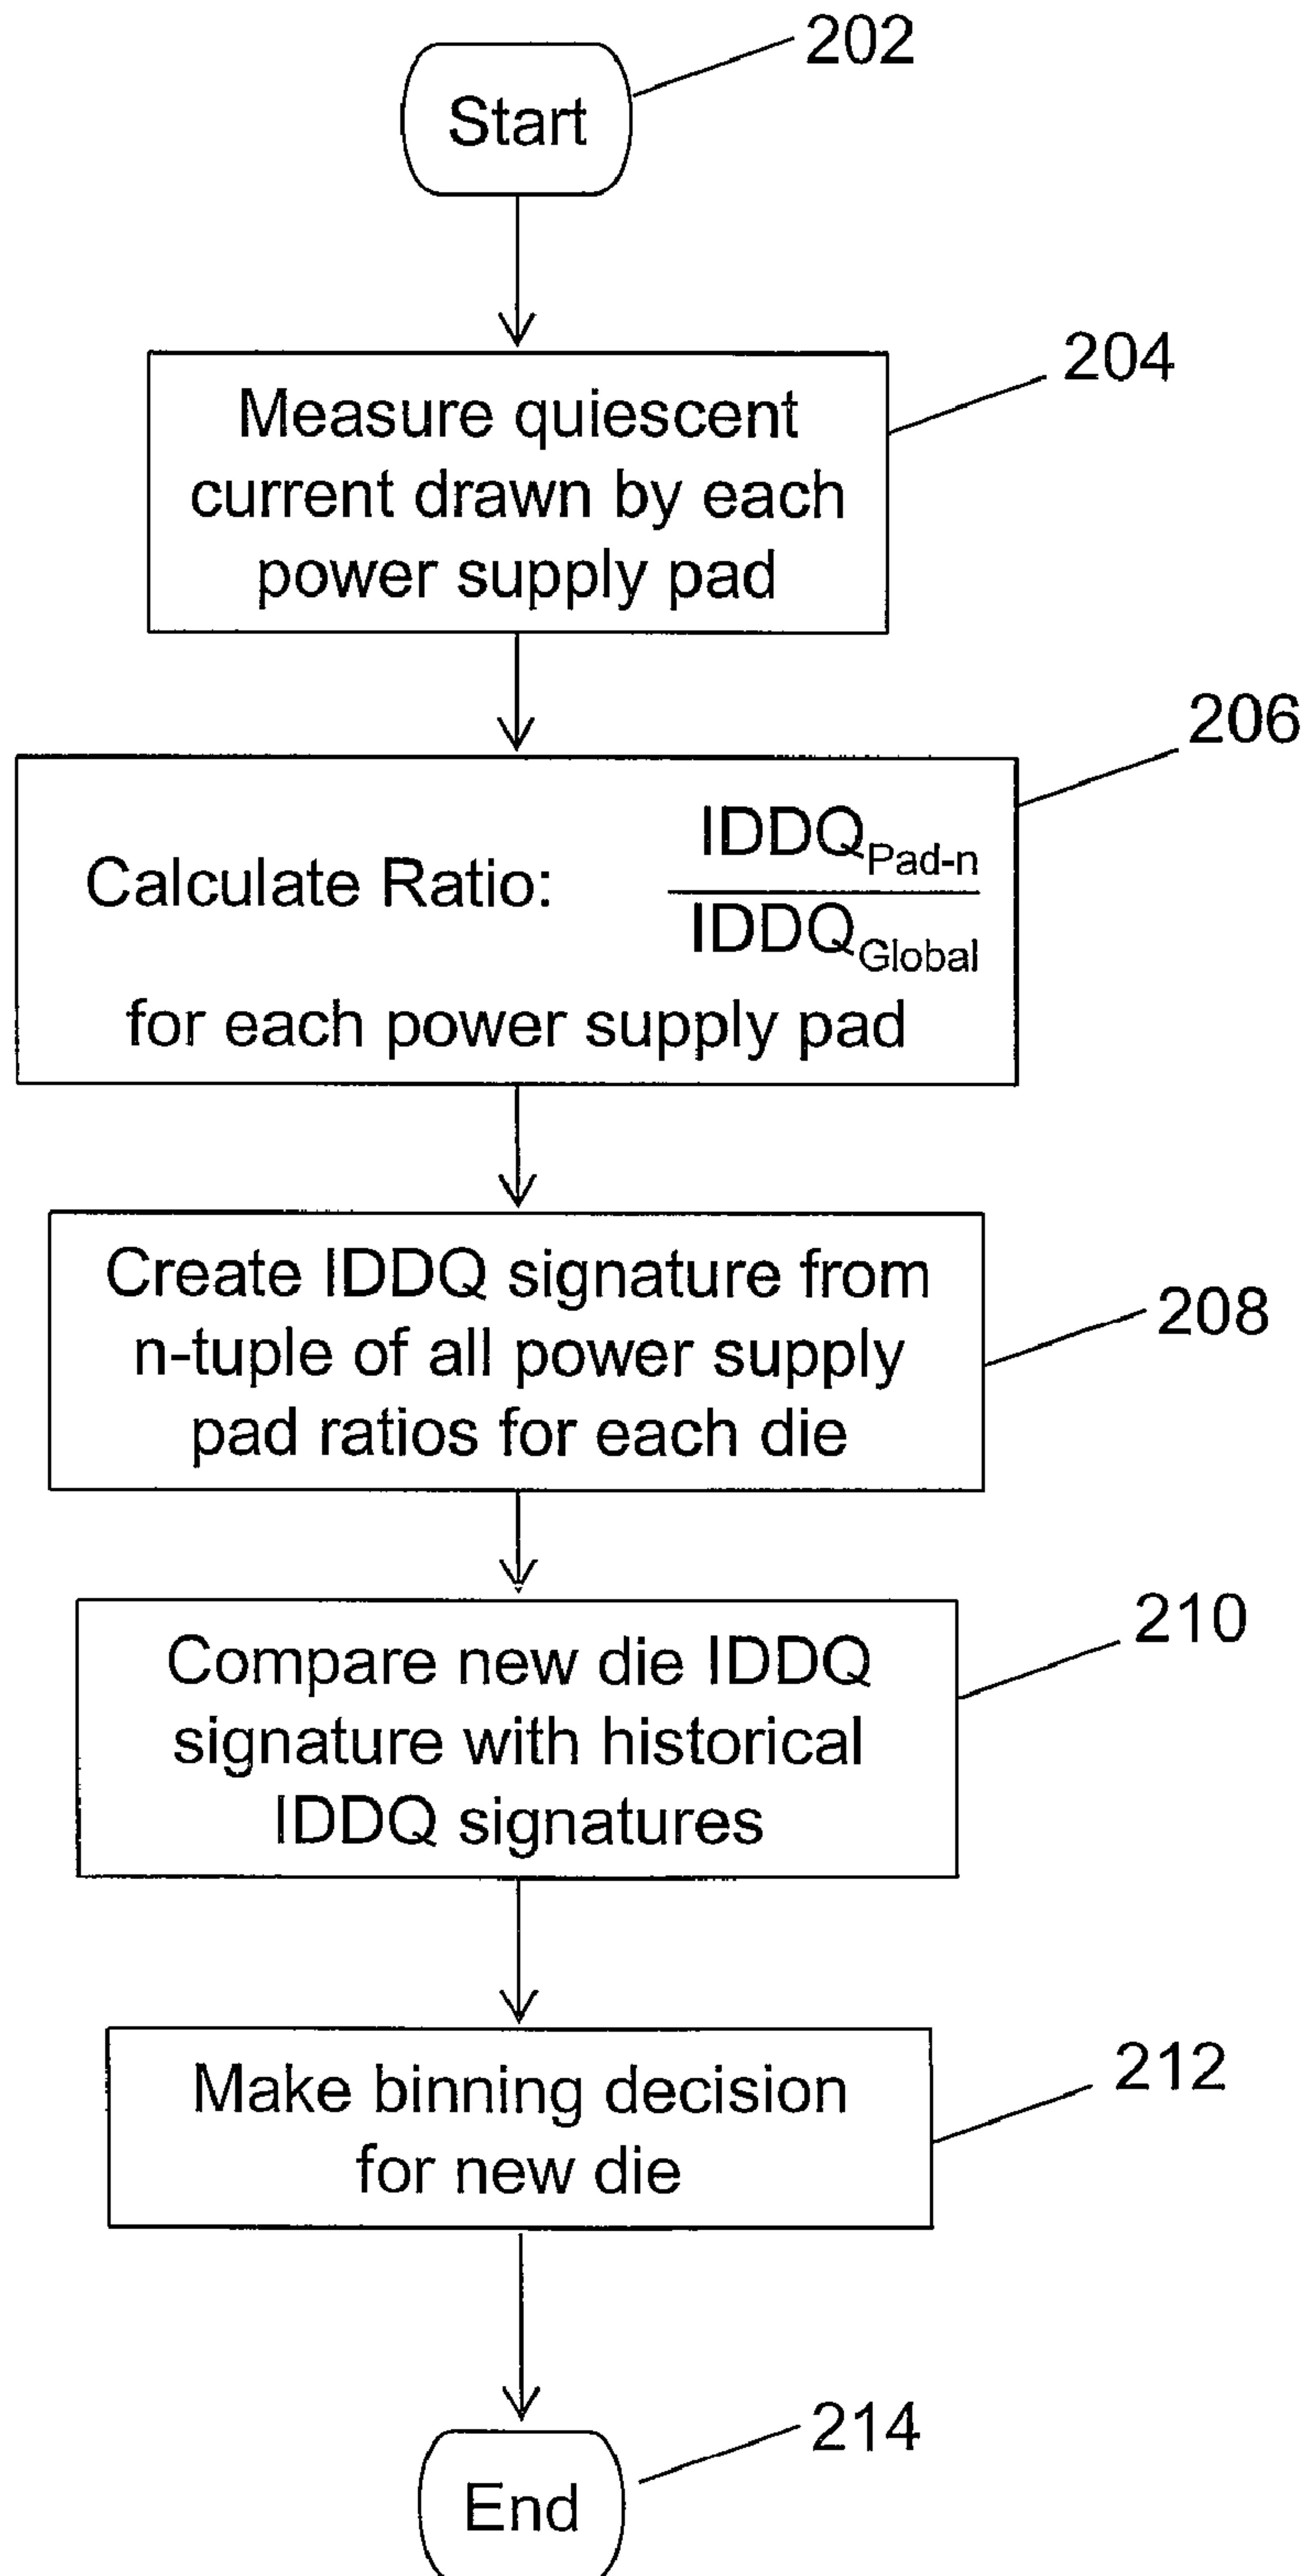 202
Start
204
Measure quiescent
current drawn by each
power supply pad
206
Calculate Ratio:
IDDQPad-n
IDDQGlobal
for each power supply pad
208
Create IDDQ signature from
n-tuple of all power supply
pad ratios for each die
210
Compare new die IDDQ
signature with historical
IDDQ signatures
212
Make binning decision
for new die
214
End